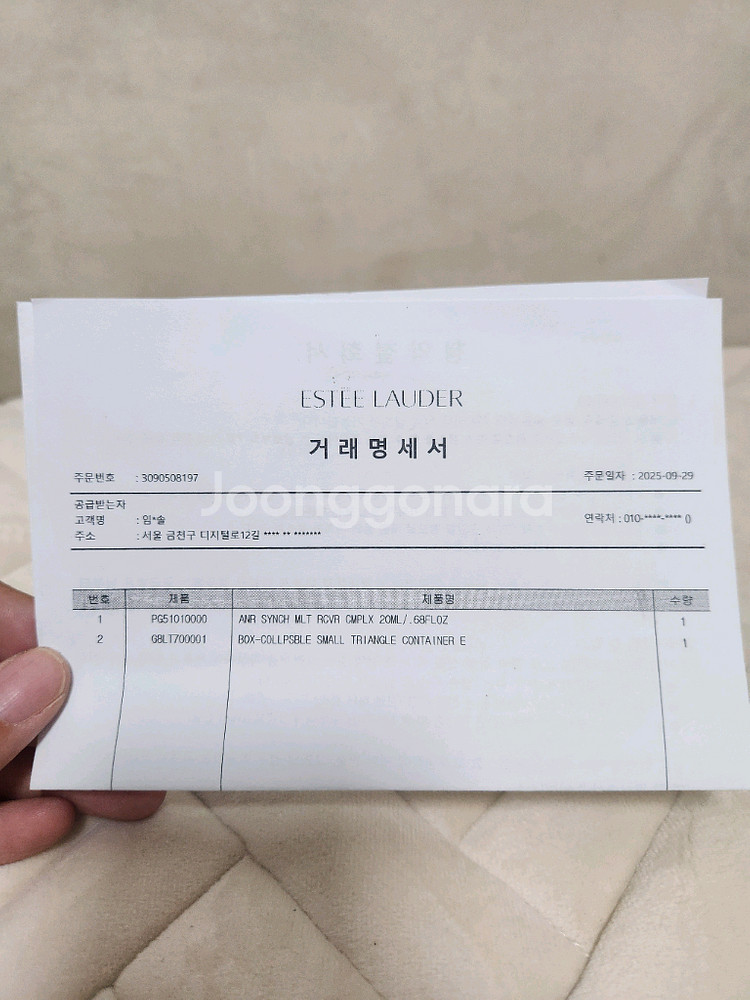 ESTĒE LAUDER
거래명세서
주문번호 : 3090508197 주문일자 : 2025-09-29
Joonggonara
공급받는자
고객명 : 임*솔 연락처 : 010-****-**** ()
주소 : 서울 금천구 디지털로12길 **** ** *******
번호 제품 제품명 수량
1 PG51010000 ANR SYNCH MLT RCVR CMPLX 20ML/.68FLOZ 1
2 G8LT700001 BOX-COLLPSBLE SMALL TRIANGLE CONTAINER E 1